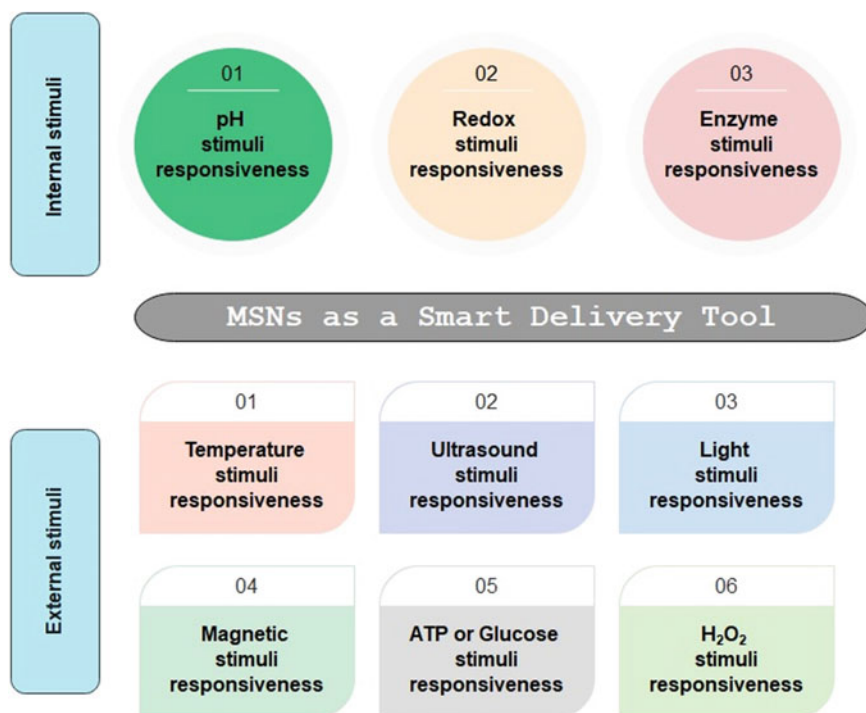 Internal stimuli
01
pH
stimuli
responsiveness
02
Redox
stimuli
responsiveness
03
Enzyme
stimuli
responsiveness
MSNs as a Smart Delivery Tool
External stimuli
01
Temperature
stimuli
responsiveness
02
Ultrasound
stimuli
responsiveness
03
Light
stimuli
responsiveness
04
Magnetic
stimuli
responsiveness
05
ATP or Glucose
stimuli
responsiveness
06
H₂O₂
stimuli
responsiveness